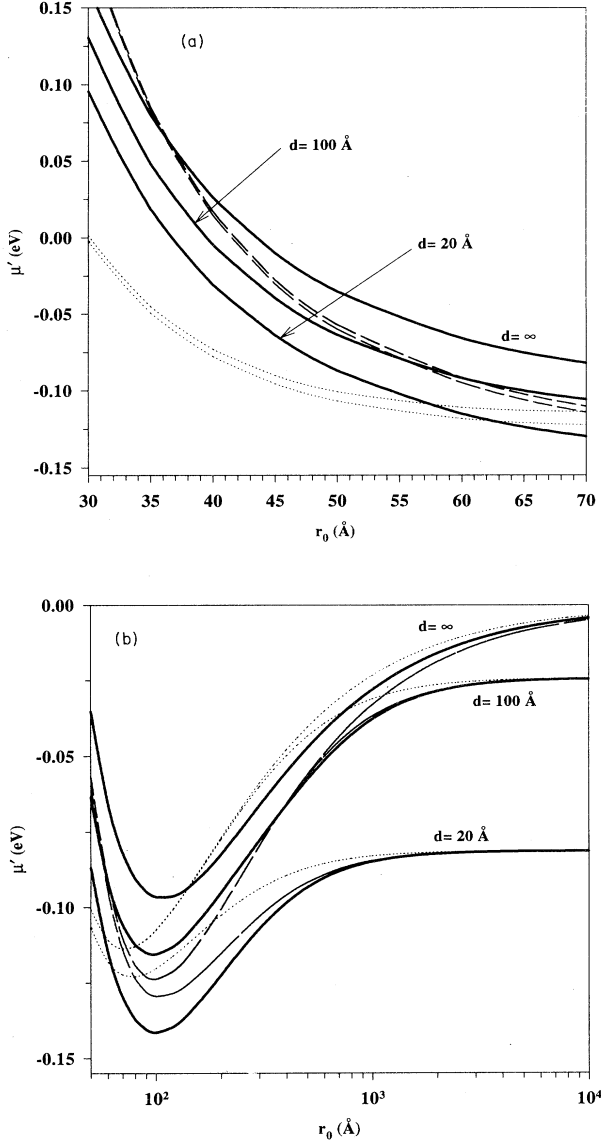 0.15
(a)
0.10
d= 100 Å
0.05
μ′ (eV)
0.00
d= 20 Å
-0.05
d= ∞
-0.10
-0.15
30 35 40 45 50 55 60 65 70
r₀ (Å)
0.00
(b)
d= ∞
d= 100 Å
-0.05
μ′ (eV)
d= 20 Å
-0.10
-0.15
10² 10³ 10⁴
r₀ (Å)